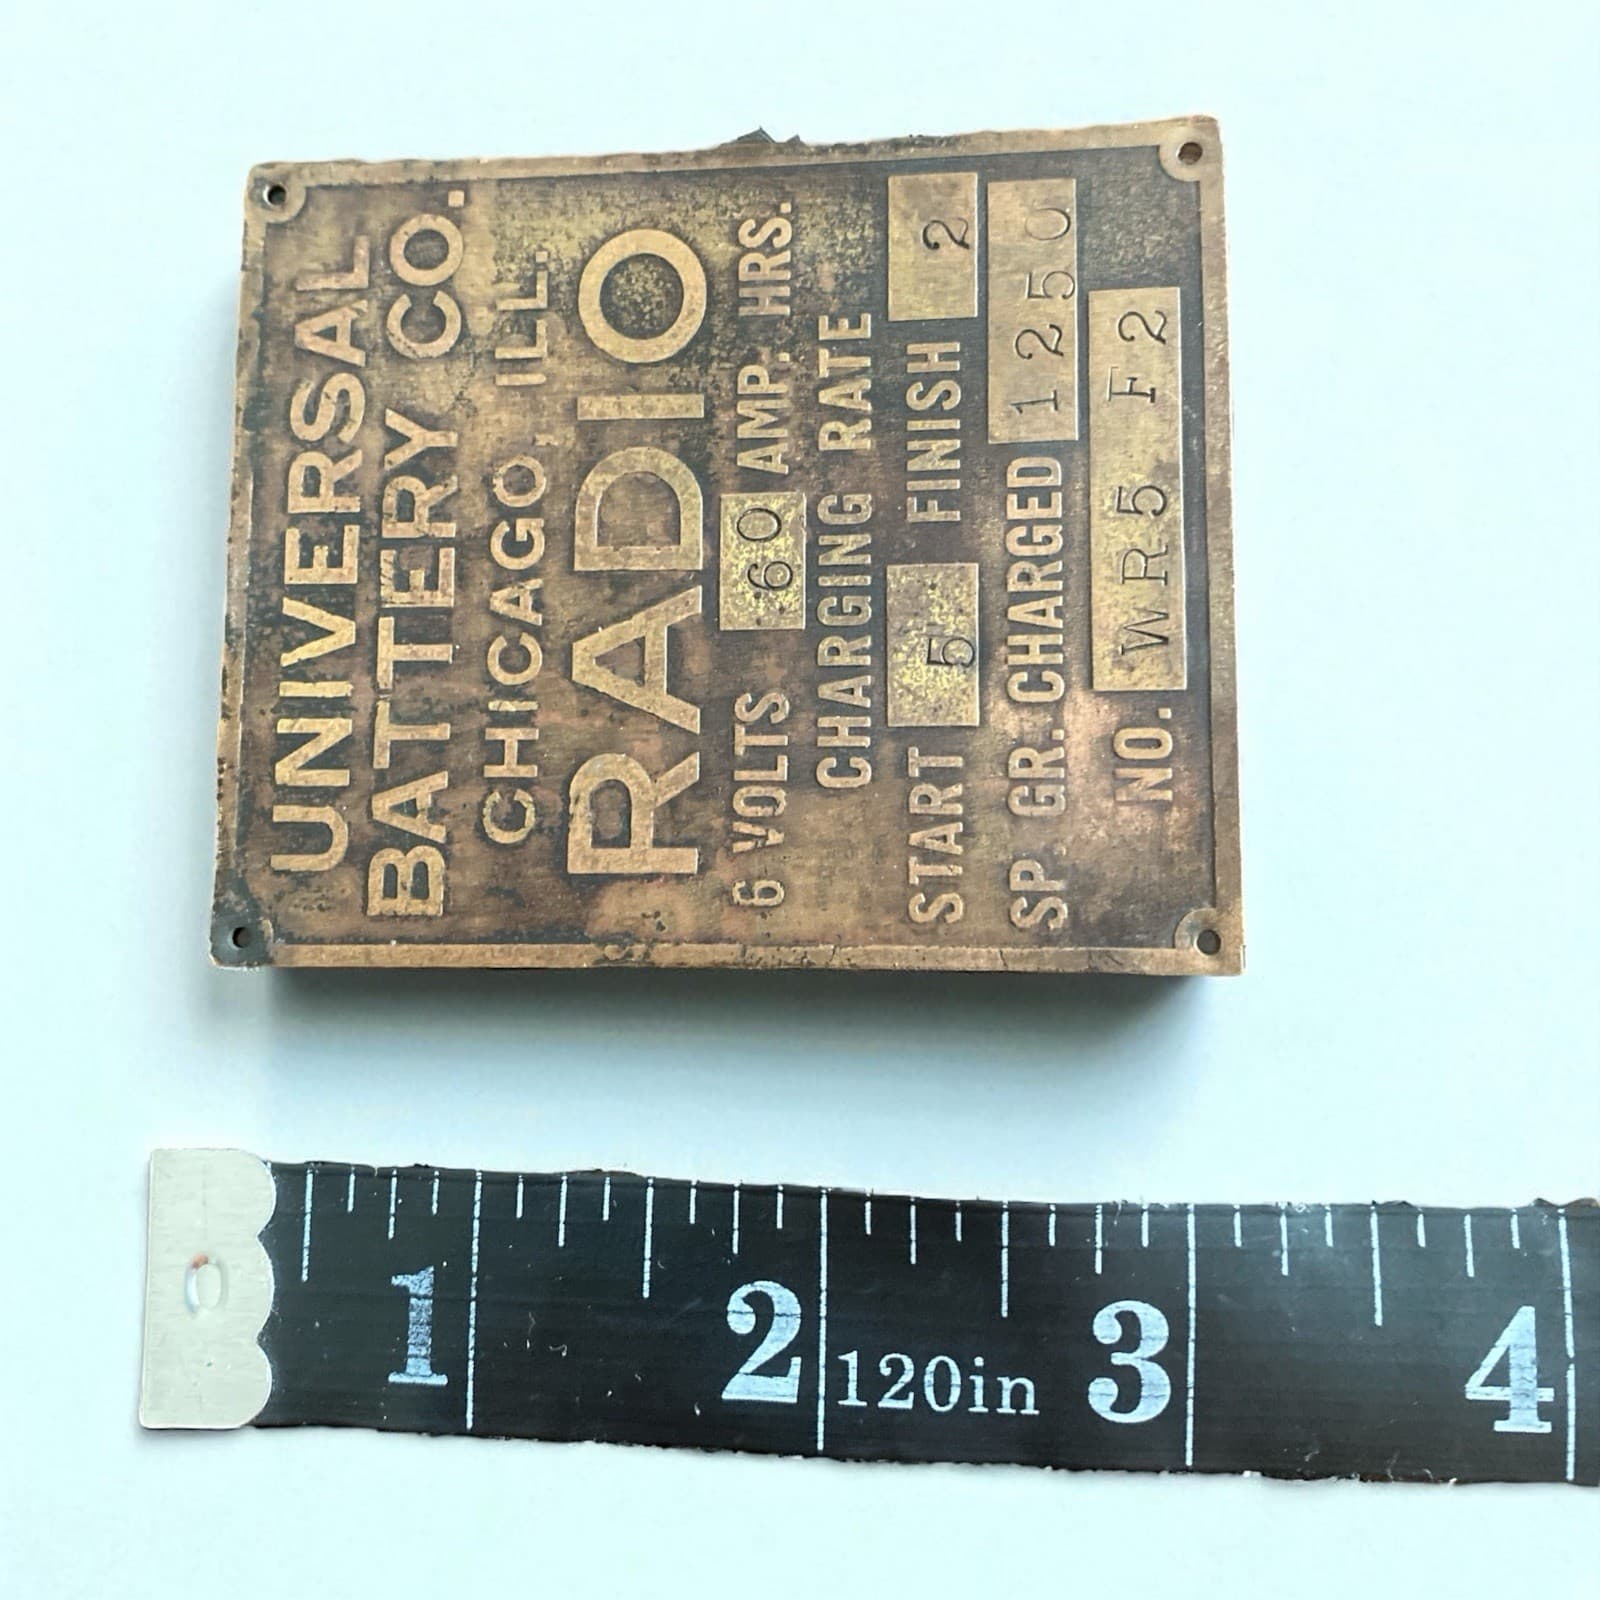 UNIVERSAL
BATTERY CO.
CHICAGO, ILL.
RADIO
6 VOLTS 60 AMP. HRS.
CHARGING RATE
START 5 FINISH 2
SP. GR. CHARGED 1250
NO. WR5 F2
1 2 120in 3 4